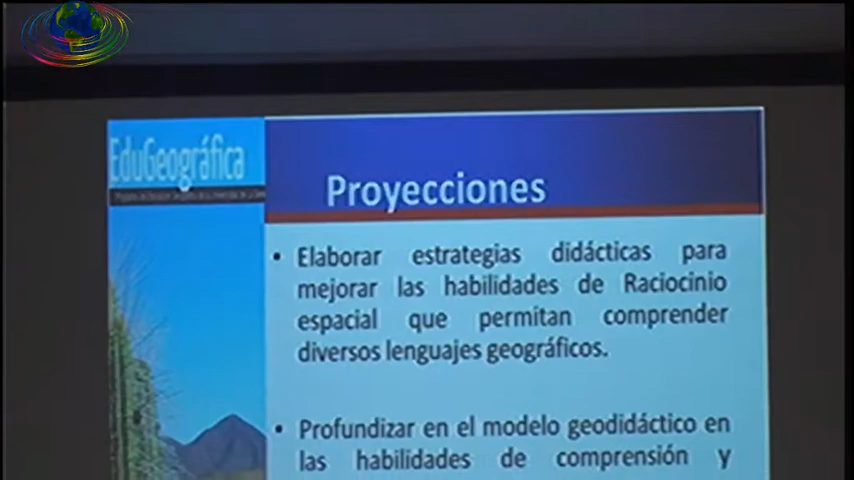 EduGeográfica
Proyecciones
• Elaborar estrategias didácticas para
mejorar las habilidades de Raciocinio
espacial que permitan comprender
diversos lenguajes geográficos.
• Profundizar en el modelo geodidáctico en
las habilidades de comprensión y